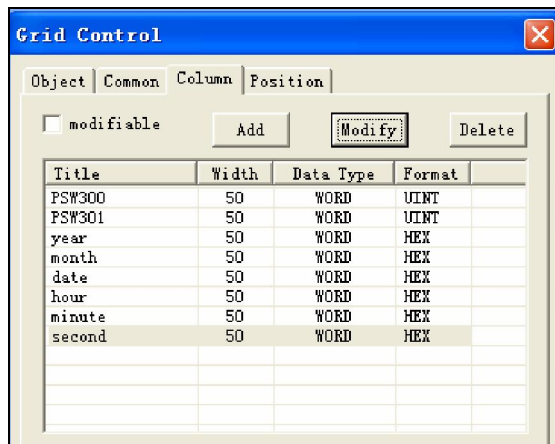 Grid Control
Object Common Column Position
modifiable Add Modify Delete
Title Width Data Type Format
PSW300 50 WORD UINT
PSW301 50 WORD UINT
year 50 WORD HEX
month 50 WORD HEX
date 50 WORD HEX
hour 50 WORD HEX
minute 50 WORD HEX
second 50 WORD HEX